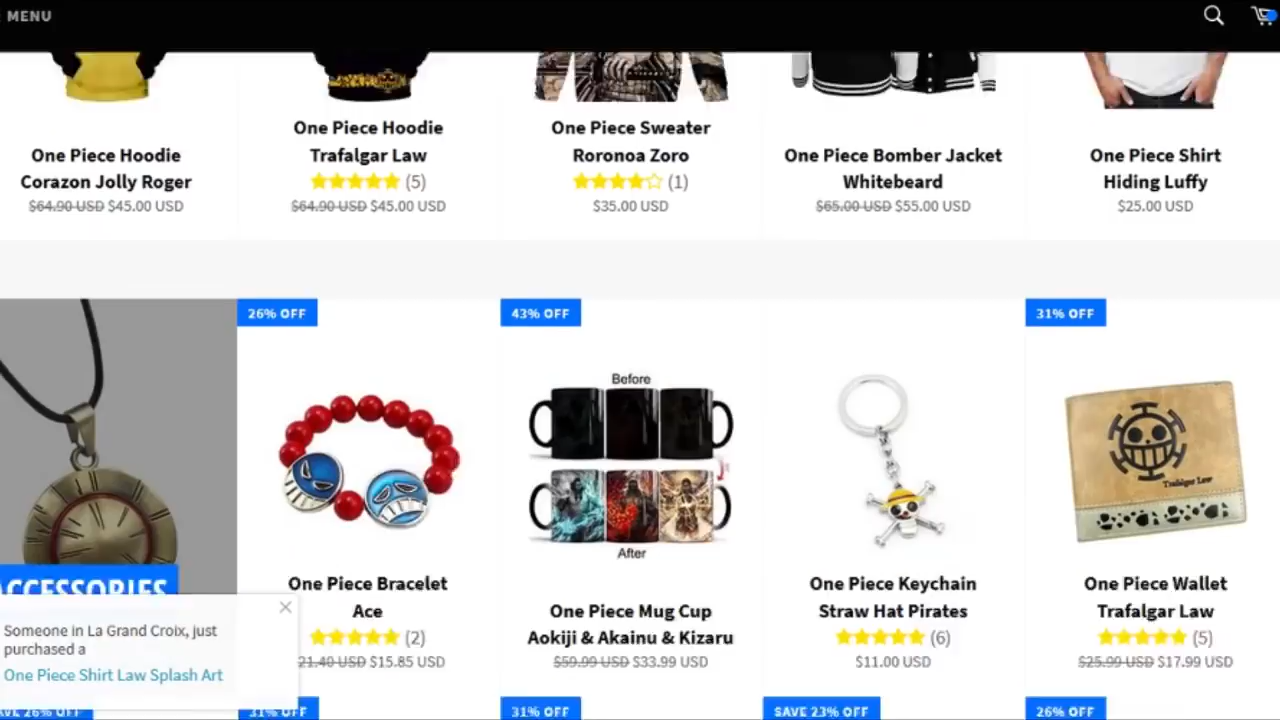 MENU
One Piece Hoodie
Corazon Jolly Roger
$64.90 USD $45.00 USD
One Piece Hoodie
Trafalgar Law
(5)
$64.90 USD $45.00 USD
One Piece Sweater
Roronoa Zoro
(1)
$35.00 USD
One Piece Bomber Jacket
Whitebeard
$65.00 USD $55.00 USD
One Piece Shirt
Hiding Luffy
$25.00 USD
ACCESSORIES
26% OFF
One Piece Bracelet
Ace
(2)
21.40 USD $15.85 USD
43% OFF
Before
After
One Piece Mug Cup
Aokiji & Akainu & Kizaru
$59.99 USD $33.99 USD
One Piece Keychain
Straw Hat Pirates
(6)
$11.00 USD
31% OFF
Trafalgar Law
One Piece Wallet
Trafalgar Law
(5)
$25.99 USD $17.99 USD
Someone in La Grand Croix, just
purchased a
One Piece Shirt Law Splash Art
SAVE 26% OFF
31% OFF
31% OFF
SAVE 23% OFF
26% OFF